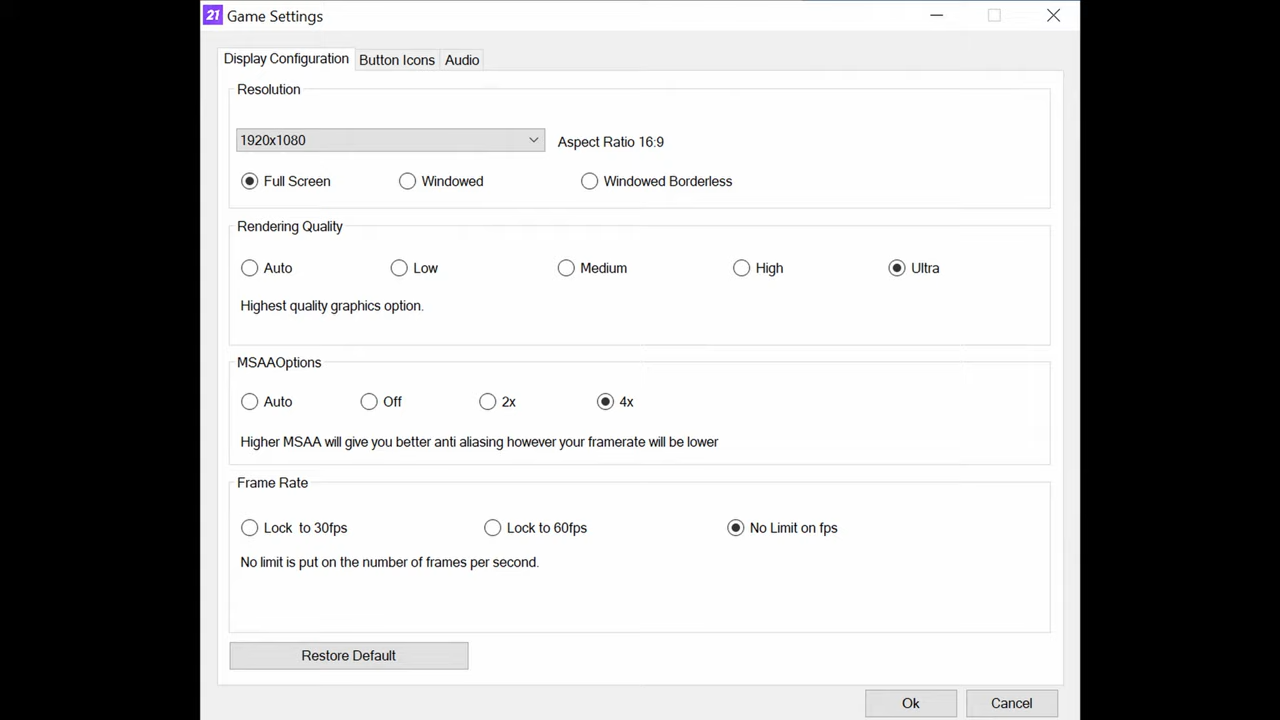 21 Game Settings
Display Configuration Button Icons Audio
Resolution
1920x1080 Aspect Ratio 16:9
Full Screen Windowed Windowed Borderless
Rendering Quality
Auto Low Medium High Ultra
Highest quality graphics option.
MSAAOptions
Auto Off 2x 4x
Higher MSAA will give you better anti aliasing however your framerate will be lower
Frame Rate
Lock to 30fps Lock to 60fps No Limit on fps
No limit is put on the number of frames per second.
Restore Default
Ok Cancel